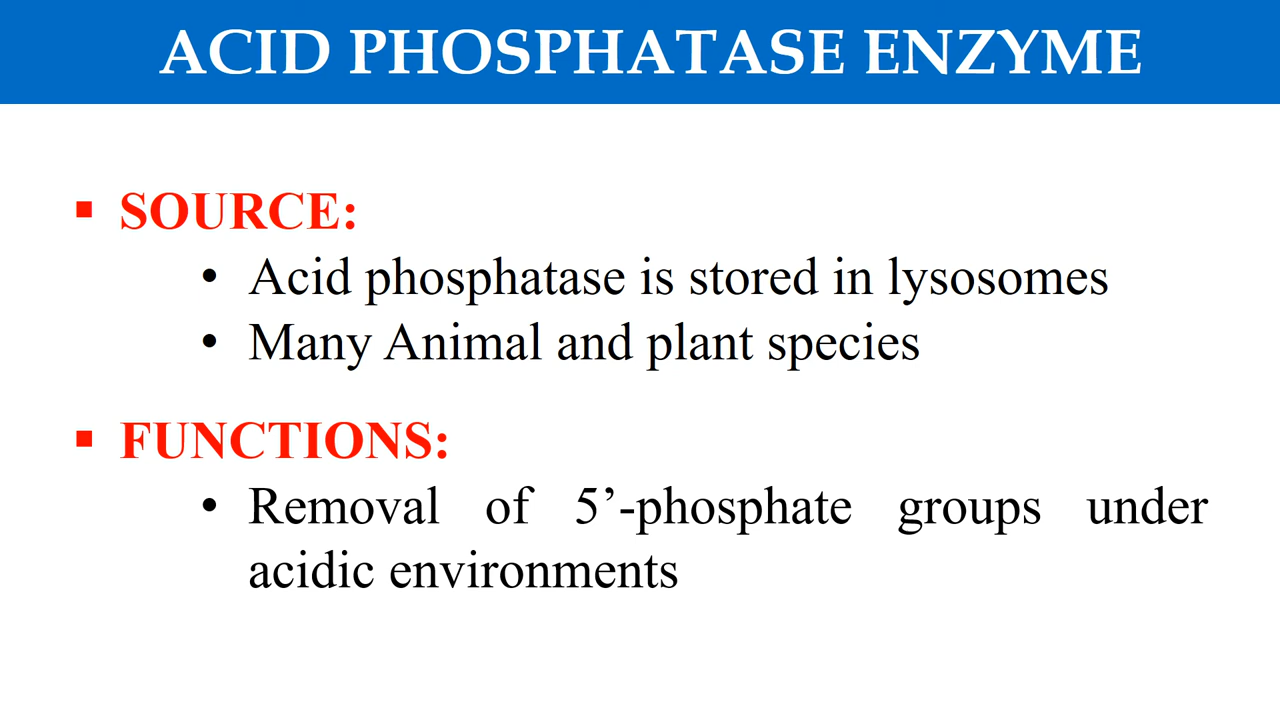 ACID PHOSPHATASE ENZYME
▪ SOURCE:
• Acid phosphatase is stored in lysosomes
• Many Animal and plant species
▪ FUNCTIONS:
• Removal of 5’-phosphate groups under
acidic environments